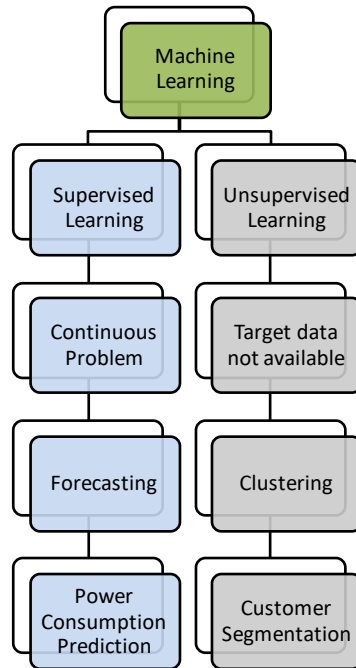 Machine
Learning
Supervised
Learning
Unsupervised
Learning
Continuous
Problem
Target data
not available
Forecasting
Clustering
Power
Consumption
Prediction
Customer
Segmentation